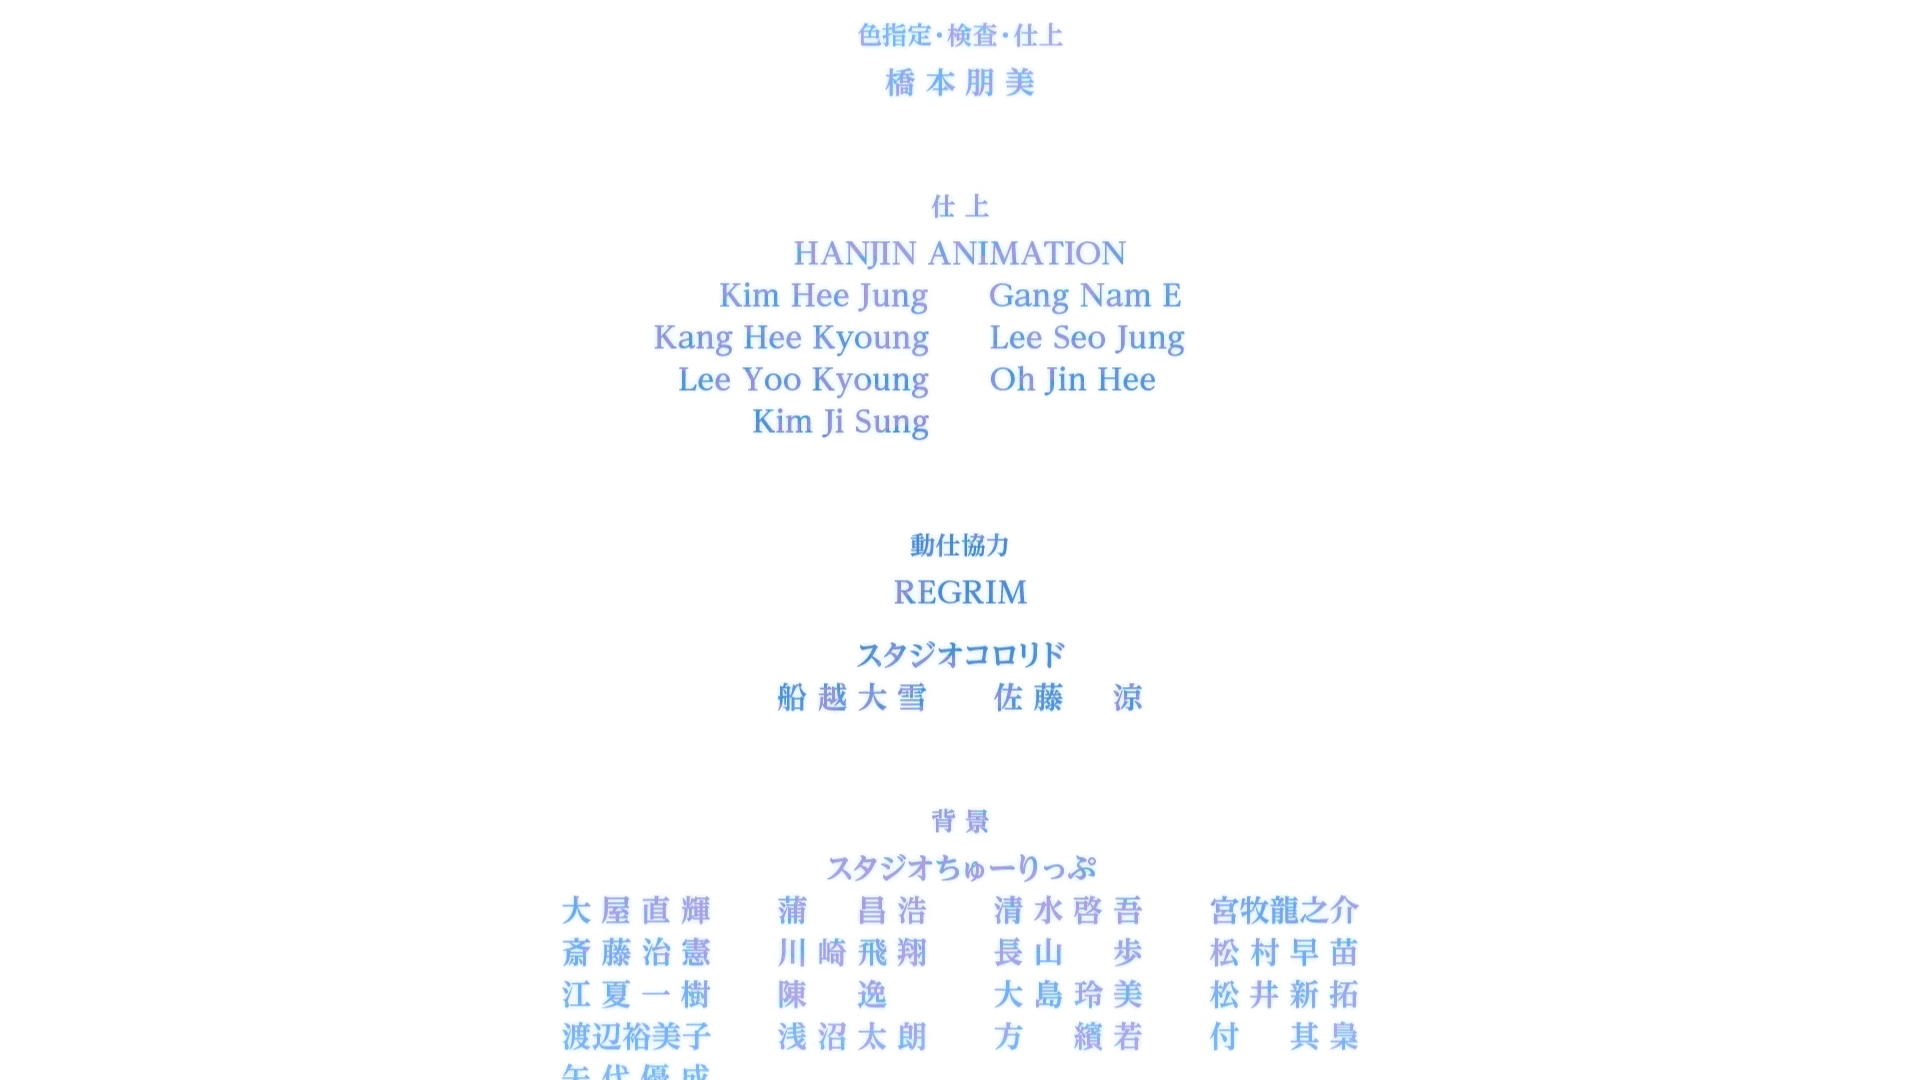 色指定・検査・仕上
橋本朋美
仕上
HANJIN ANIMATION
Kim Hee Jung Gang Nam E
Kang Hee Kyoung Lee Seo Jung
Lee Yoo Kyoung Oh Jin Hee
Kim Ji Sung
動仕協力
REGRIM
スタジオコロリド
船越大雪 佐藤 涼
背景
スタジオちゅーりっぷ
大屋直輝 蒲 昌浩 清水啓吾 宮牧龍之介
斎藤治憲 川崎飛翔 長山 歩 松村早苗
江夏一樹 陳 逸 大島玲美 松井新拓
渡辺裕美子 浅沼太朗 方 繽若 付 其梟
矢代優成